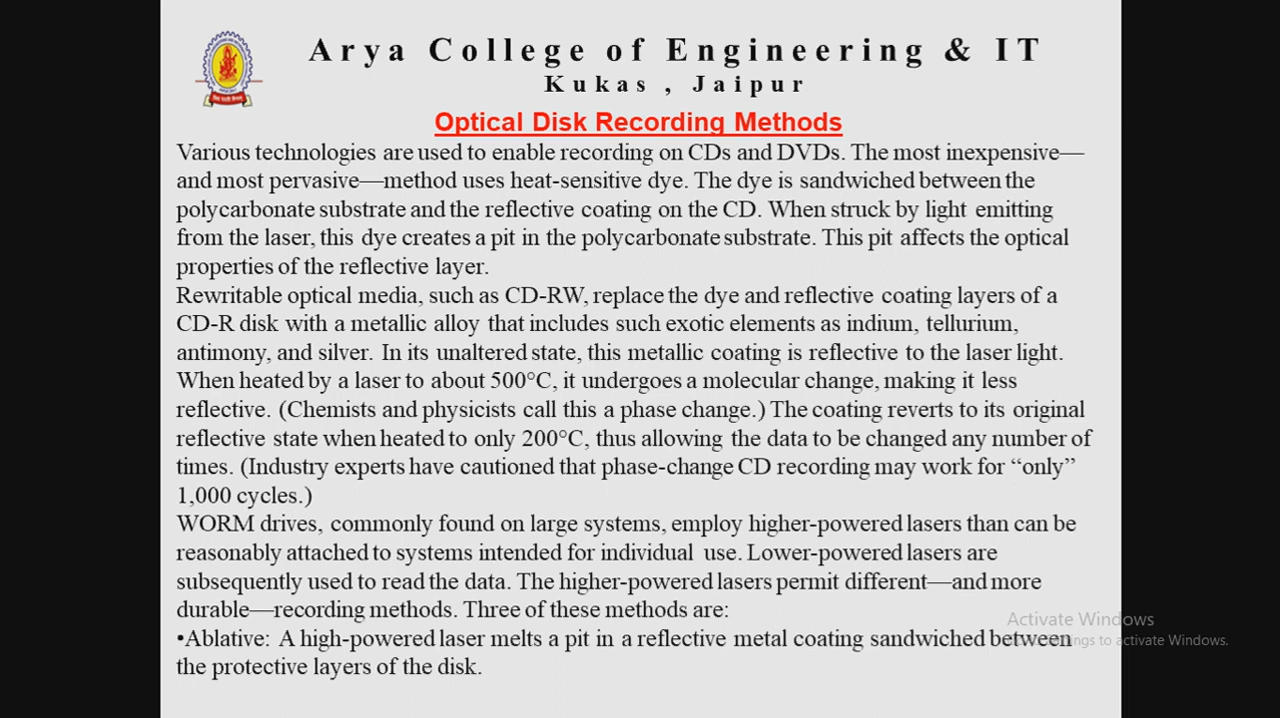 Arya College of Engineering & IT
Kukas , Jaipur
Optical Disk Recording Methods
Various technologies are used to enable recording on CDs and DVDs. The most inexpensive—
and most pervasive—method uses heat-sensitive dye. The dye is sandwiched between the
polycarbonate substrate and the reflective coating on the CD. When struck by light emitting
from the laser, this dye creates a pit in the polycarbonate substrate. This pit affects the optical
properties of the reflective layer.
Rewritable optical media, such as CD-RW, replace the dye and reflective coating layers of a
CD-R disk with a metallic alloy that includes such exotic elements as indium, tellurium,
antimony, and silver. In its unaltered state, this metallic coating is reflective to the laser light.
When heated by a laser to about 500°C, it undergoes a molecular change, making it less
reflective. (Chemists and physicists call this a phase change.) The coating reverts to its original
reflective state when heated to only 200°C, thus allowing the data to be changed any number of
times. (Industry experts have cautioned that phase-change CD recording may work for “only”
1,000 cycles.)
WORM drives, commonly found on large systems, employ higher-powered lasers than can be
reasonably attached to systems intended for individual use. Lower-powered lasers are
subsequently used to read the data. The higher-powered lasers permit different—and more
durable—recording methods. Three of these methods are:
•Ablative: A high-powered laser melts a pit in a reflective metal coating sandwiched between
the protective layers of the disk.
Activate Windows
to activate Windows.